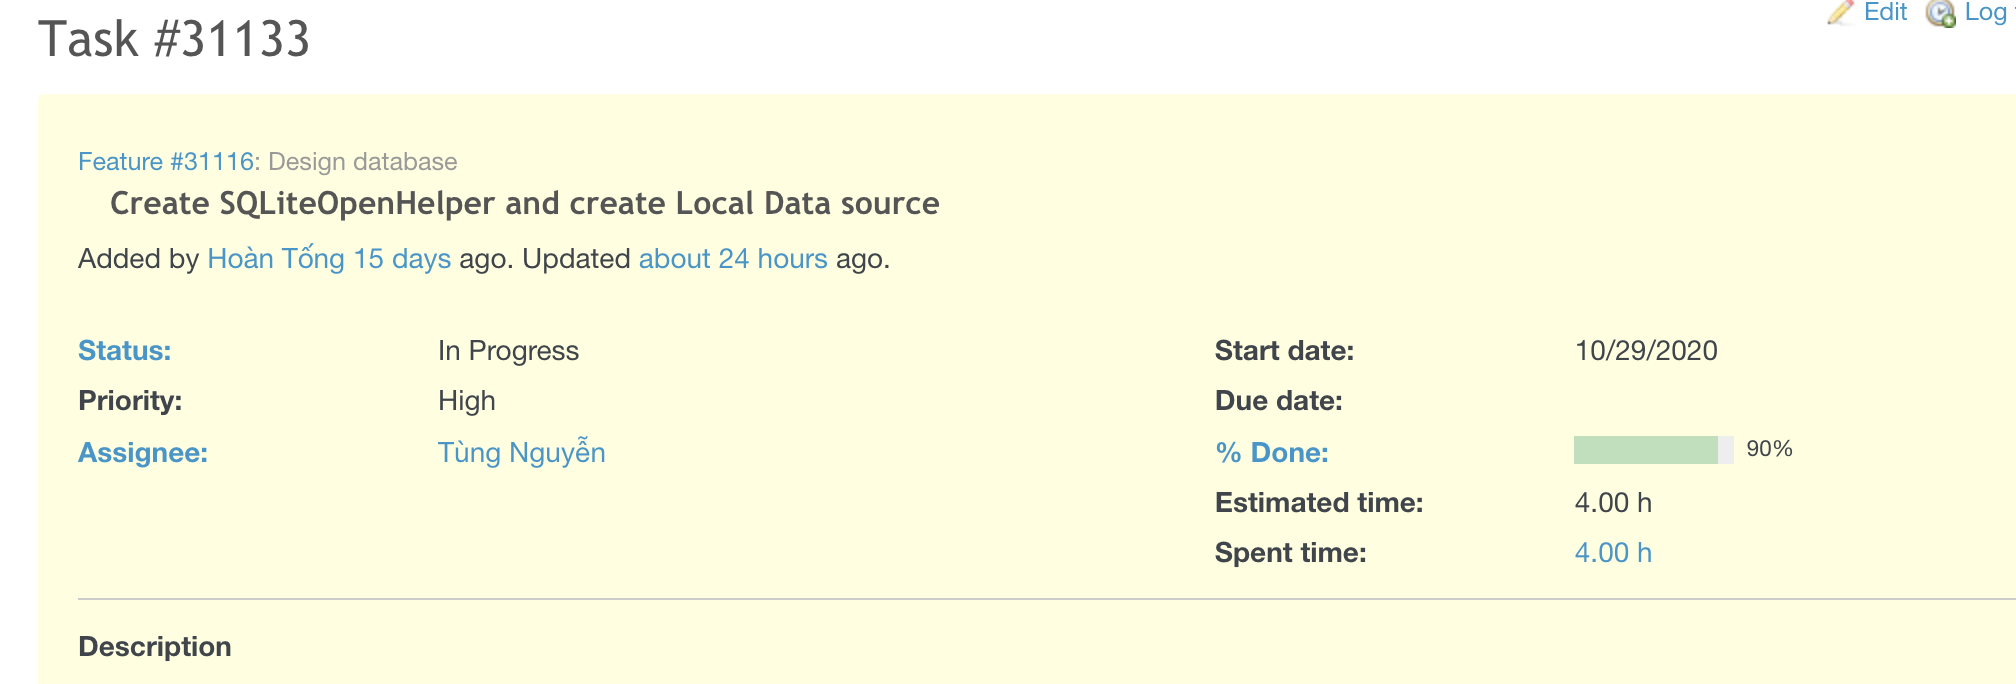 Edit Log
Task #31133
Feature #31116: Design database
Create SQLiteOpenHelper and create Local Data source
Added by Hoàn Tống 15 days ago. Updated about 24 hours ago.
Status: In Progress Start date: 10/29/2020
Priority: High Due date:
Assignee: Tùng Nguyễn % Done: 90%
Estimated time: 4.00 h
Spent time: 4.00 h
Description